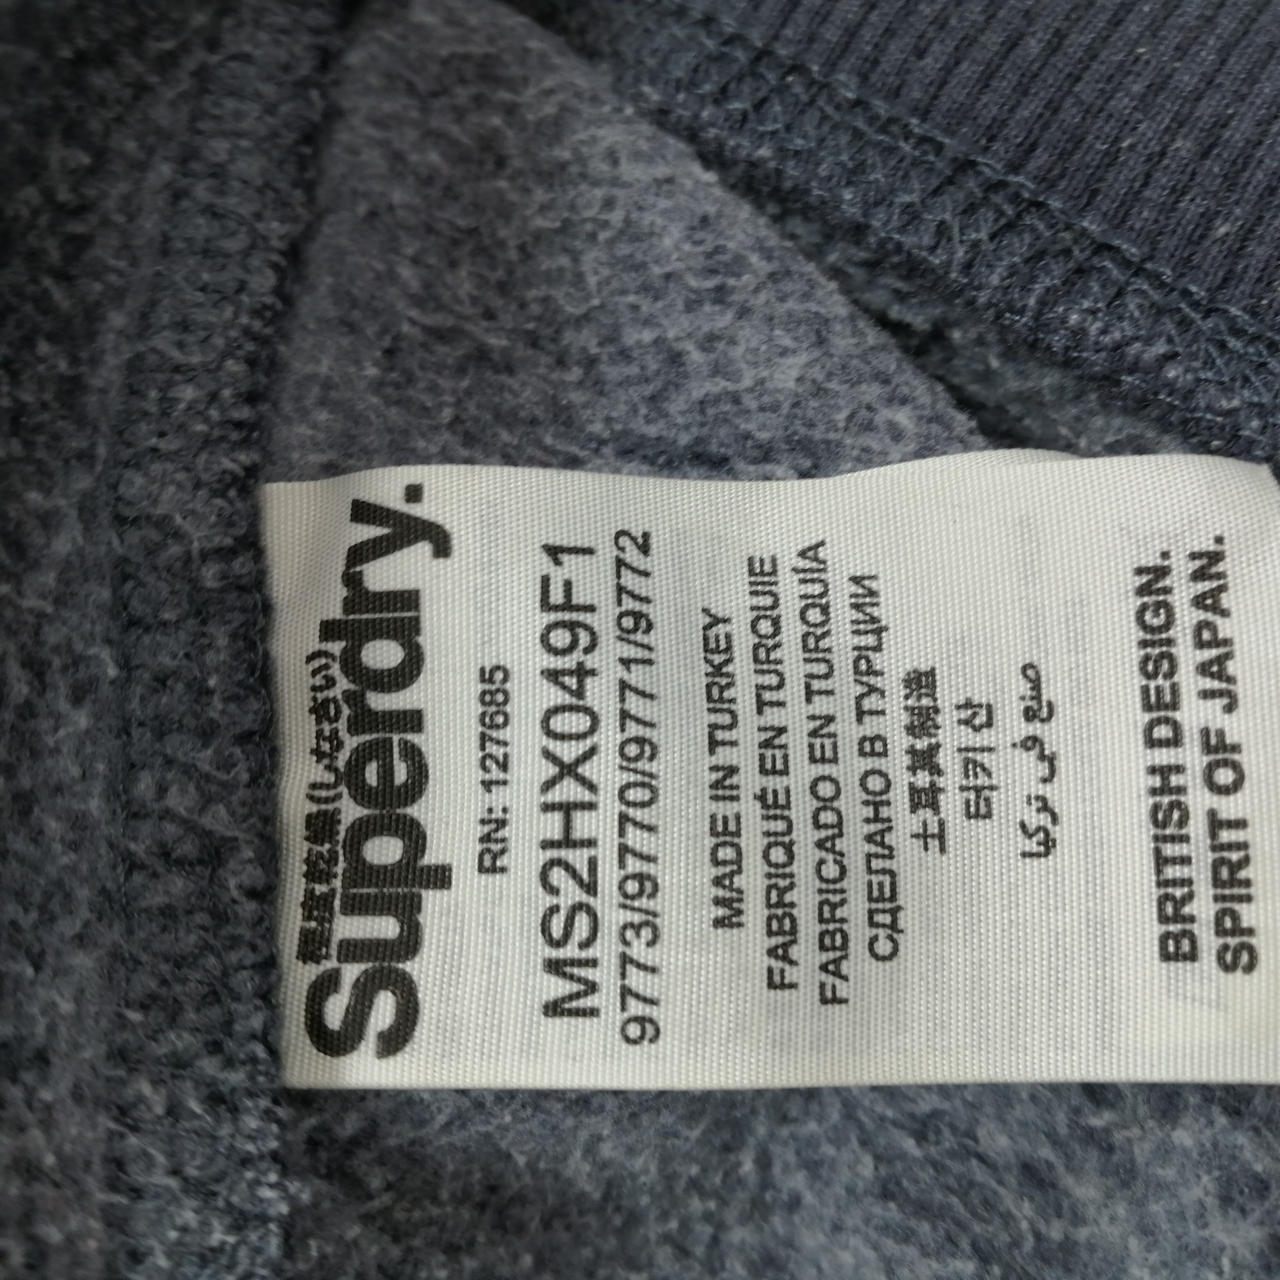 極度乾燥(しなさい)
Superdry.
RN: 127685
MS2HX049F1
9773/9770/9771/9772
MADE IN TURKEY
FABRIQUÉ EN TURQUIE
FABRICADO EN TURQUÍA
СДЕЛАНО В ТУРЦИИ
土耳其制造
터키 산
صنع في تركيا
BRITISH DESIGN.
SPIRIT OF JAPAN.